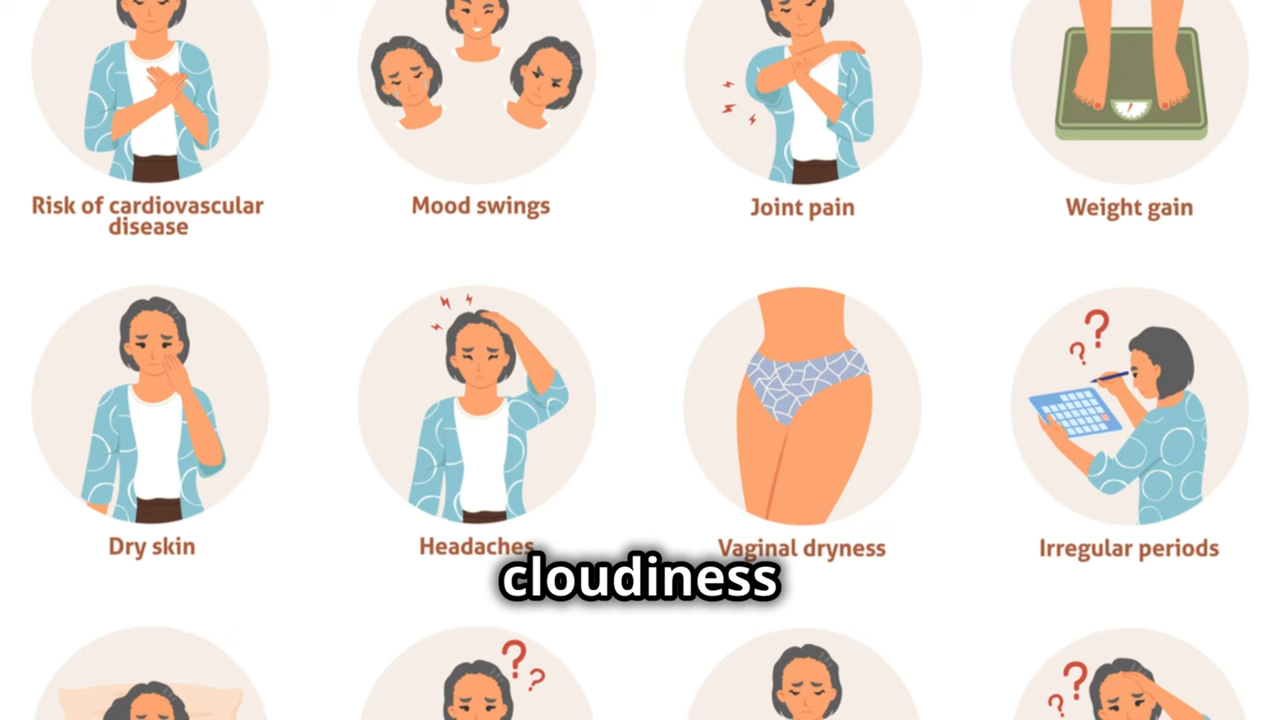 Risk of cardiovascular
disease
Mood swings
Joint pain
Weight gain
Dry skin
Headaches
Vaginal dryness
Irregular periods
cloudiness